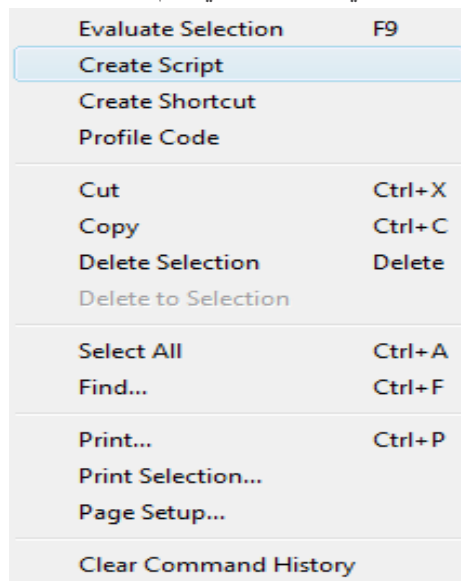 Evaluate Selection F9
Create Script
Create Shortcut
Profile Code
Cut Ctrl+X
Copy Ctrl+C
Delete Selection Delete
Delete to Selection
Select All Ctrl+A
Find... Ctrl+F
Print... Ctrl+P
Print Selection...
Page Setup...
Clear Command History